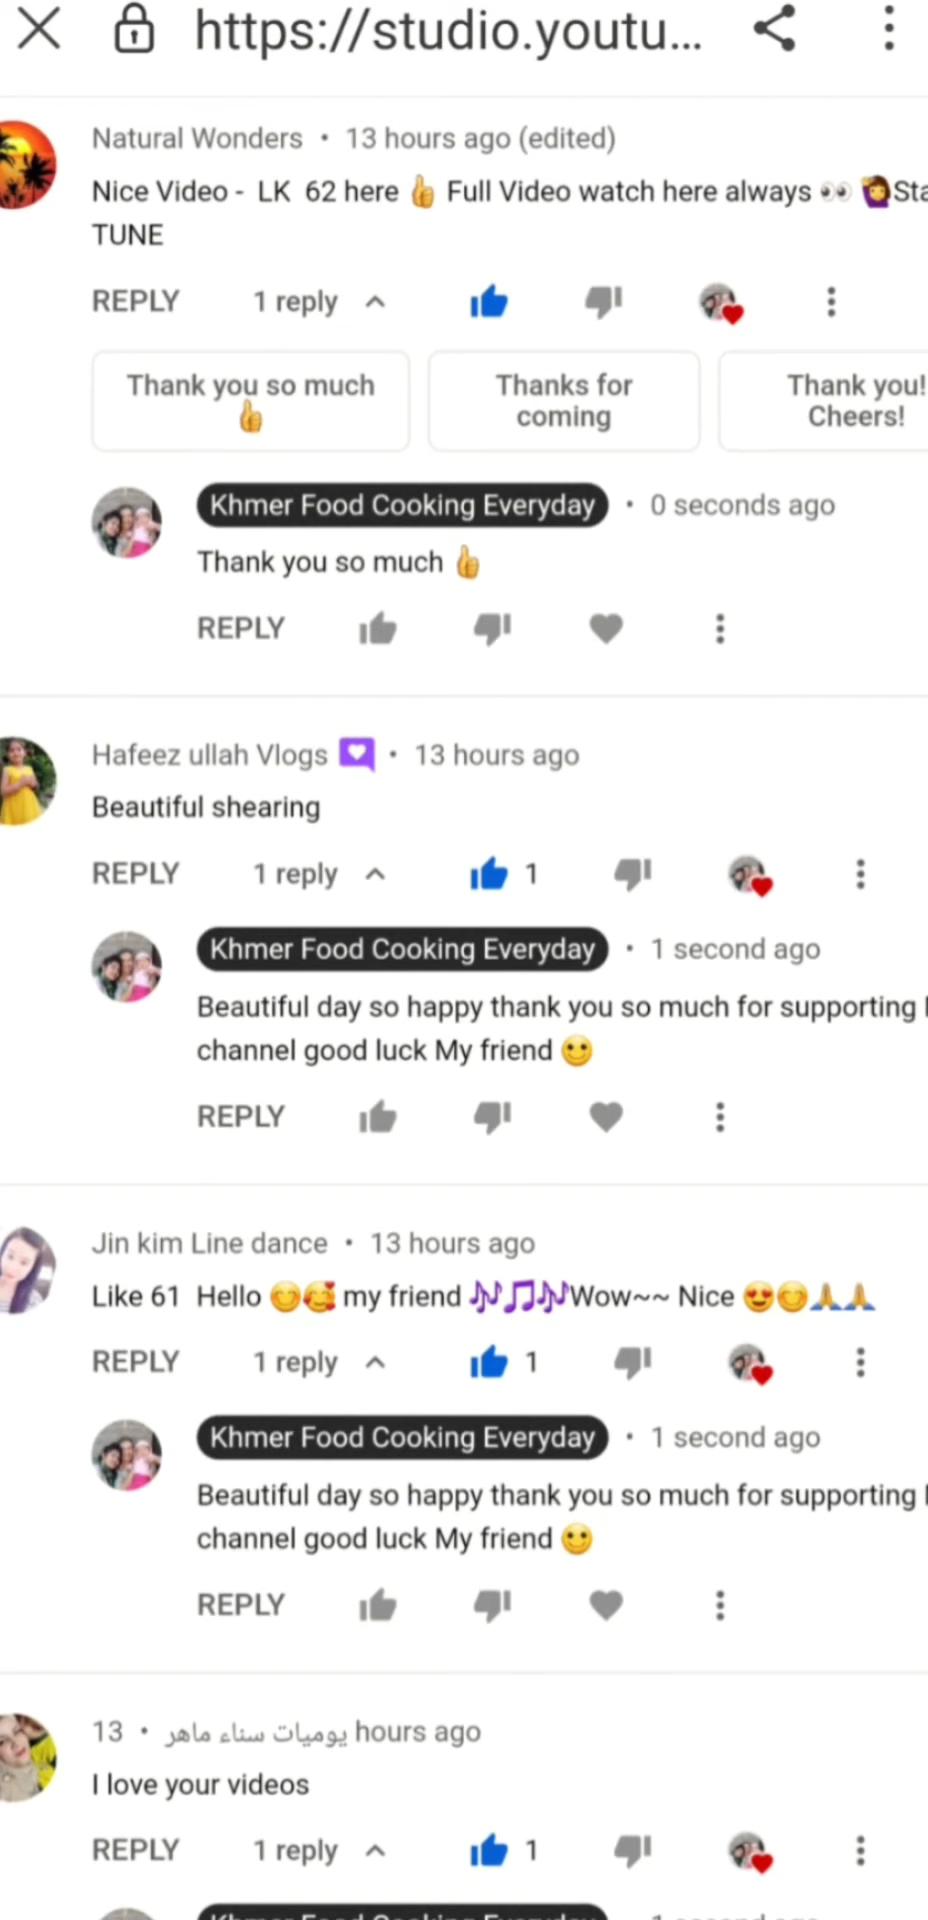 https://studio.youtu...
Natural Wonders • 13 hours ago (edited)
Nice Video - LK 62 here 👍 Full Video watch here always 👀 🙋‍♀️Sta
TUNE
REPLY 1 reply
Thank you so much 👍
Thanks for coming
Thank you! Cheers!
Khmer Food Cooking Everyday • 0 seconds ago
Thank you so much 👍
REPLY
Hafeez ullah Vlogs • 13 hours ago
Beautiful shearing
REPLY 1 reply 1
Khmer Food Cooking Everyday • 1 second ago
Beautiful day so happy thank you so much for supporting
channel good luck My friend 🙂
REPLY
Jin kim Line dance • 13 hours ago
Like 61 Hello 😊🥰 my friend 🎶🎵🎶Wow~~ Nice 😍😊🙏🙏
REPLY 1 reply 1
Khmer Food Cooking Everyday • 1 second ago
Beautiful day so happy thank you so much for supporting
channel good luck My friend 🙂
REPLY
13 • يوميات سناء ماهر hours ago
I love your videos
REPLY 1 reply 1
Khmer Food Cooking Everyday